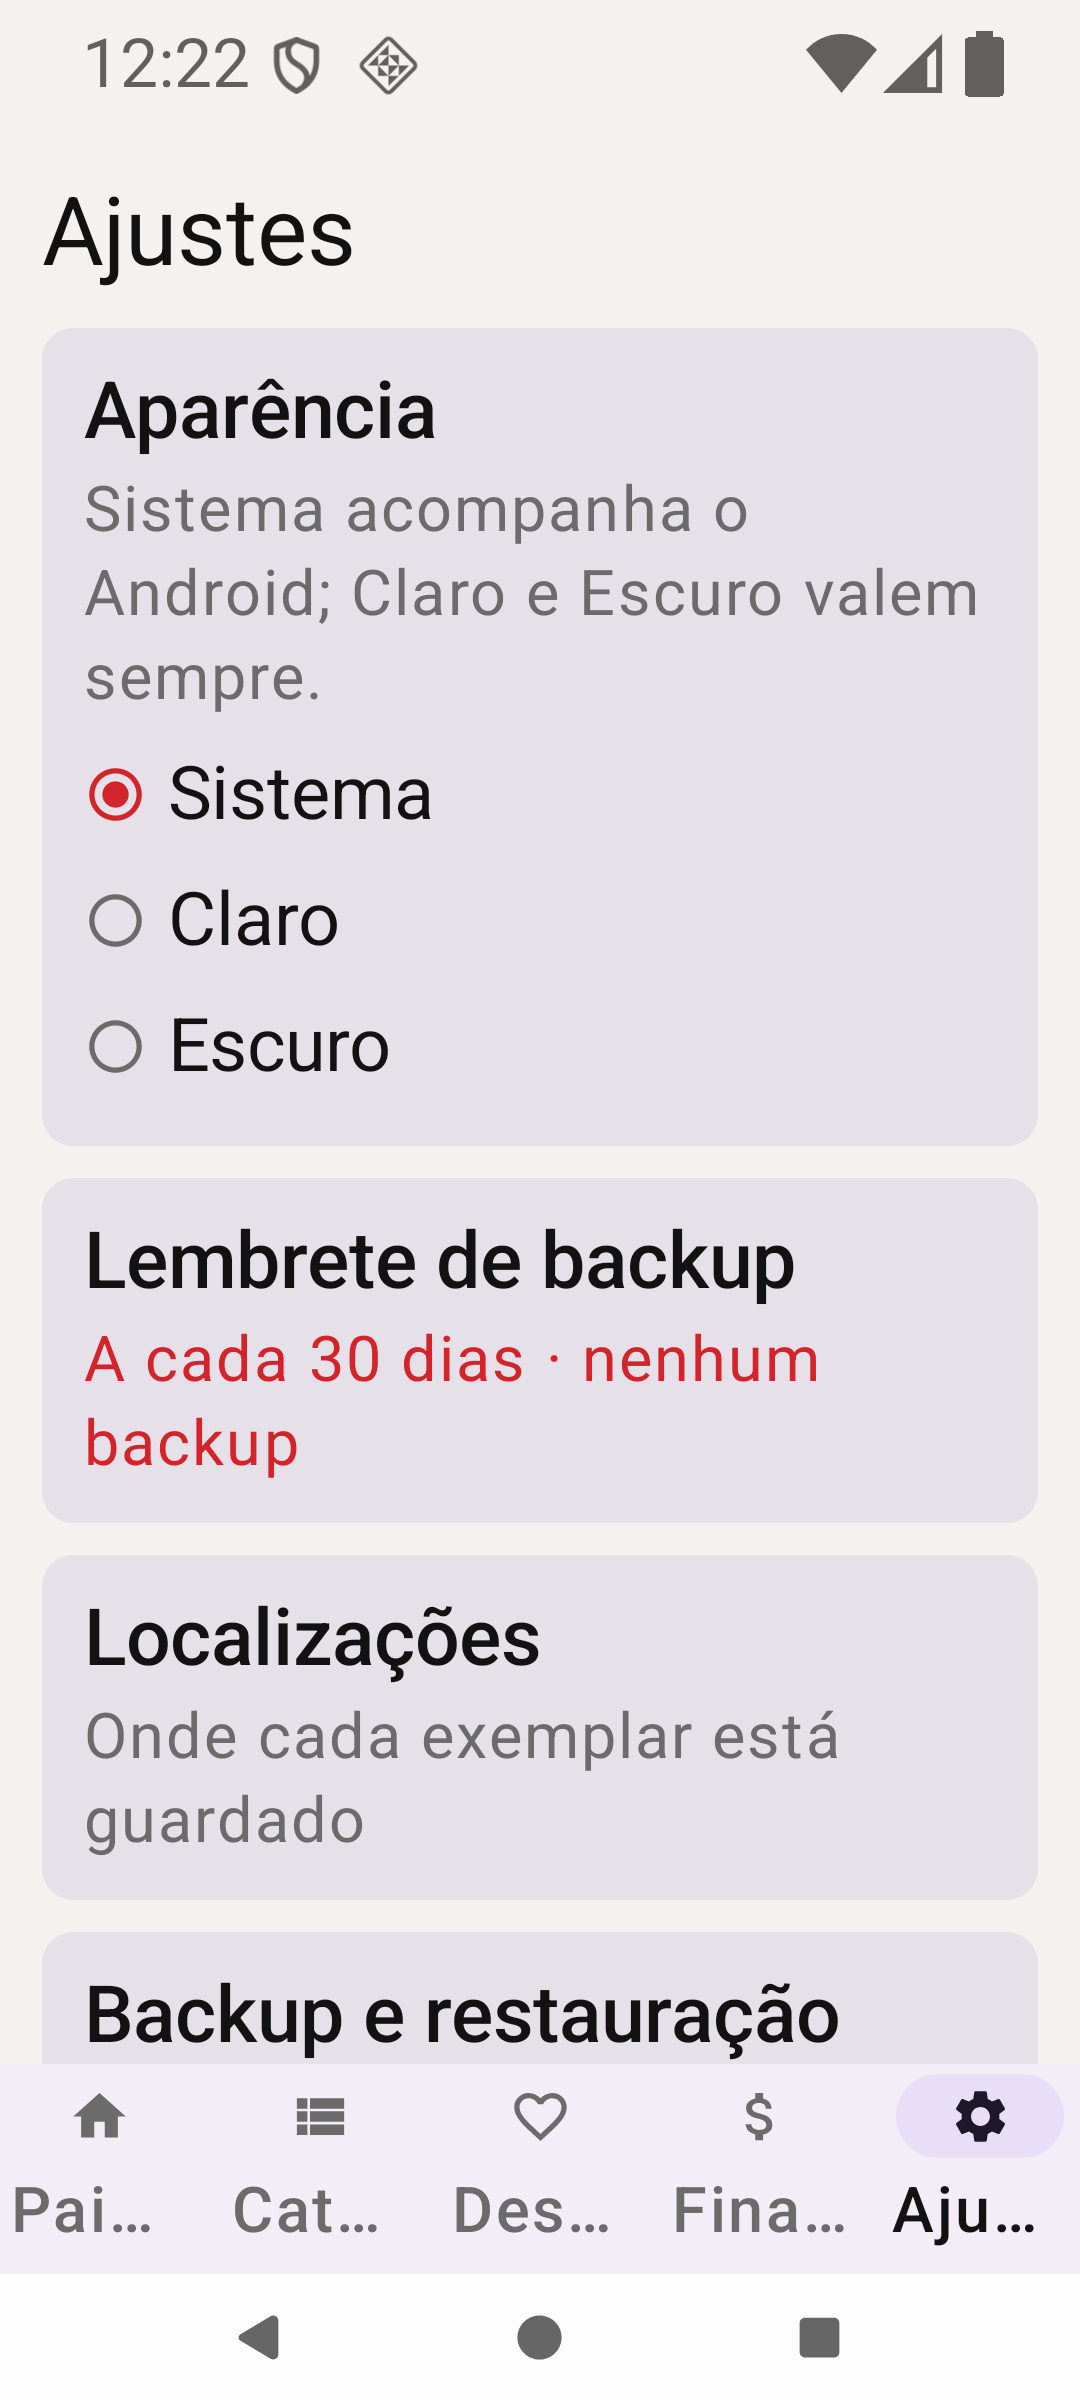 12:22
Ajustes
Aparência
Sistema acompanha o
Android; Claro e Escuro valem
sempre.
Sistema
Claro
Escuro
Lembrete de backup
A cada 30 dias · nenhum
backup
Localizações
Onde cada exemplar está
guardado
Backup e restauração
Pai… Cat… Des… Fina… Aju…